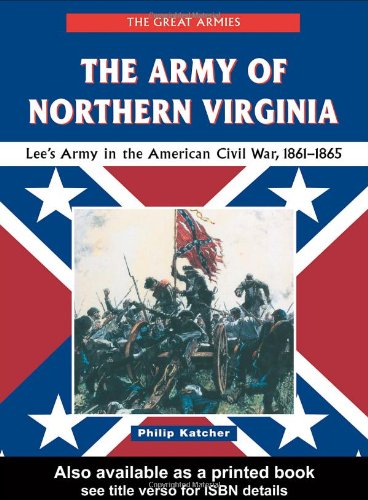 THE GREAT ARMIES
THE ARMY OF
NORTHERN VIRGINIA
Lee's Army in the American Civil War, 1861–1865
Philip Katcher
Also available as a printed book
see title verso for ISBN details